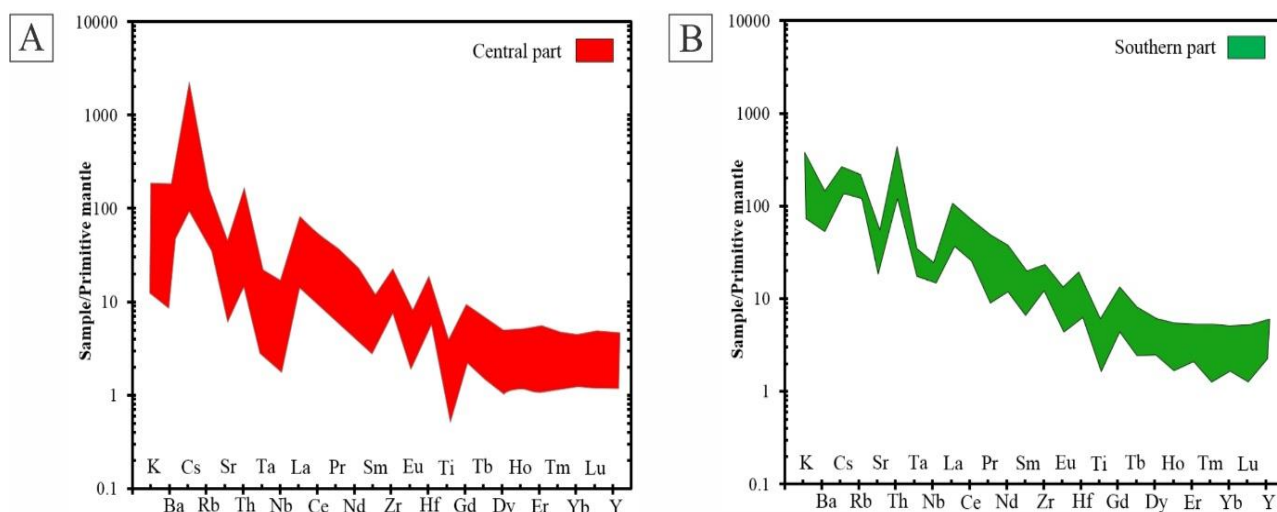 A
Central part
Sample/Primitive mantle
10000
1000
100
10
1
0.1
K Cs Sr Ta La Pr Sm Eu Ti Tb Ho Tm Lu
Ba Rb Th Nb Ce Nd Zr Hf Gd Dy Er Yb Y
B
Southern part
Sample/Primitive mantle
10000
1000
100
10
1
0.1
K Cs Sr Ta La Pr Sm Eu Ti Tb Ho Tm Lu
Ba Rb Th Nb Ce Nd Zr Hf Gd Dy Er Yb Y